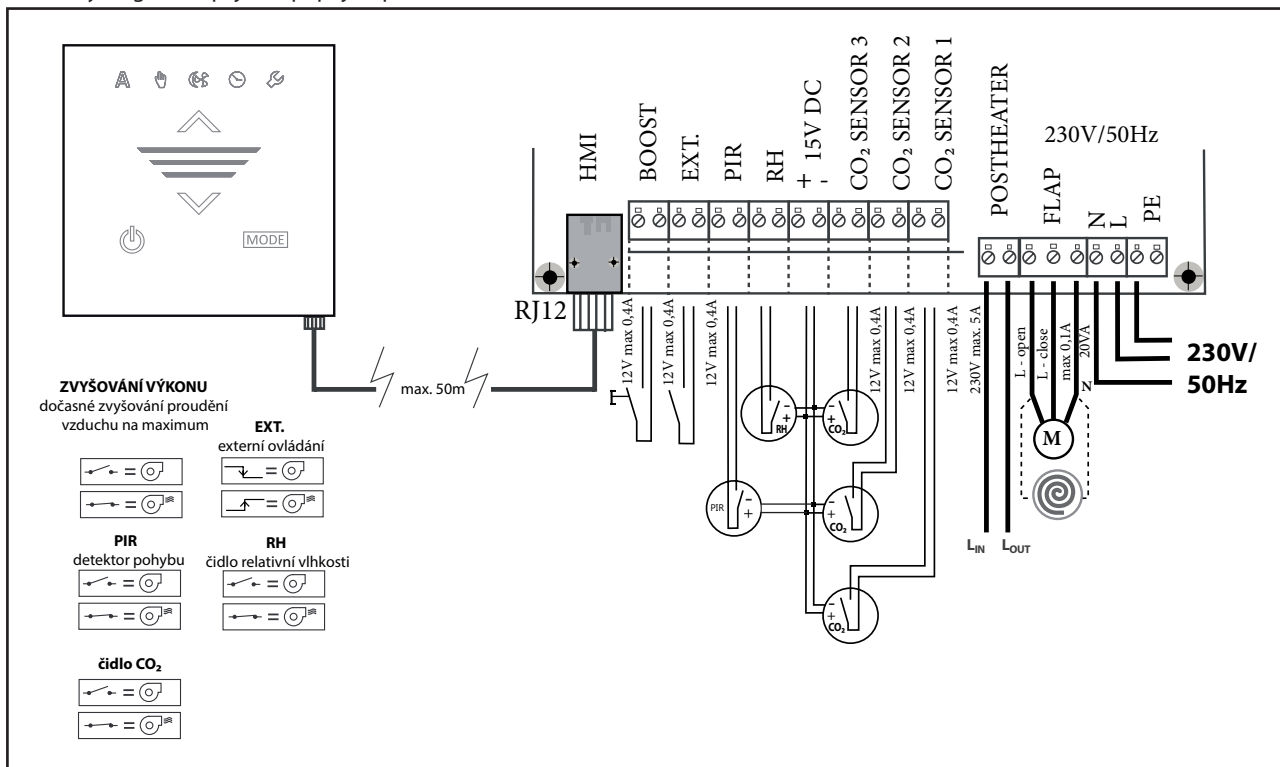 A
MODE
HMI
BOOST
EXT.
PIR
RH
+ 15V DC -
CO₂ SENSOR 3
CO₂ SENSOR 2
CO₂ SENSOR 1
POSTHEATER
230V/50Hz
FLAP
N
L
PE
RJ12
max. 50m
12V max 0,4A
12V max 0,4A
12V max 0,4A
12V max 0,4A
12V max 0,4A
12V max 0,4A
230V max. 5A
L - open
L - close
max 0,1A
20VA
N
M
230V/
50Hz
L_IN
L_OUT
- + RH
- + CO₂
PIR - +
- + CO₂
- + CO₂
ZVYŠOVÁNÍ VÝKONU
dočasné zvyšování proudění
vzduchu na maximum
=
=
EXT.
externí ovládání
=
=
PIR
detektor pohybu
=
=
RH
čidlo relativní vlhkosti
=
=
čidlo CO₂
=
=